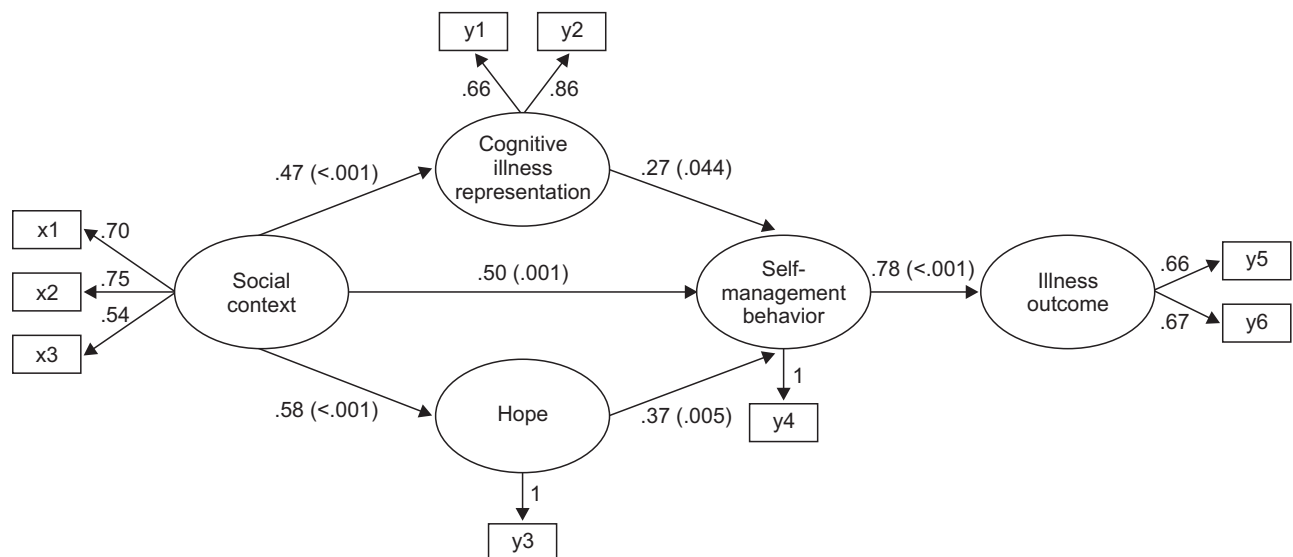 y1
y2
.66
.86
Cognitive
illness
representation
.47 (<.001)
.27 (.044)
x1
.70
x2
.75
x3
.54
Social
context
.50 (.001)
Self-
management
behavior
.78 (<.001)
Illness
outcome
.66
y5
.67
y6
.58 (<.001)
Hope
.37 (.005)
1
y4
1
y3